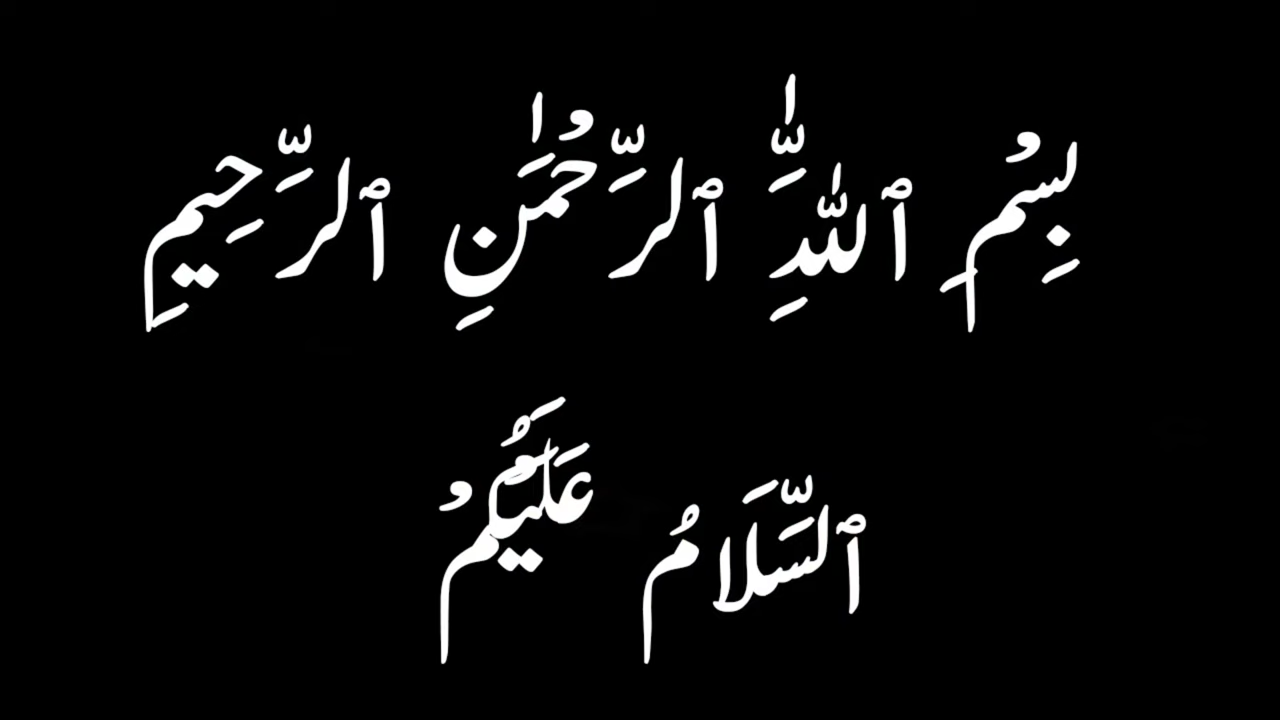 بِسْمِ ٱللّٰهِ ٱلرَّحْمَٰنِ ٱلرَّحِيمِ
ٱلسَّلَامُ عَلَيْكُمْ